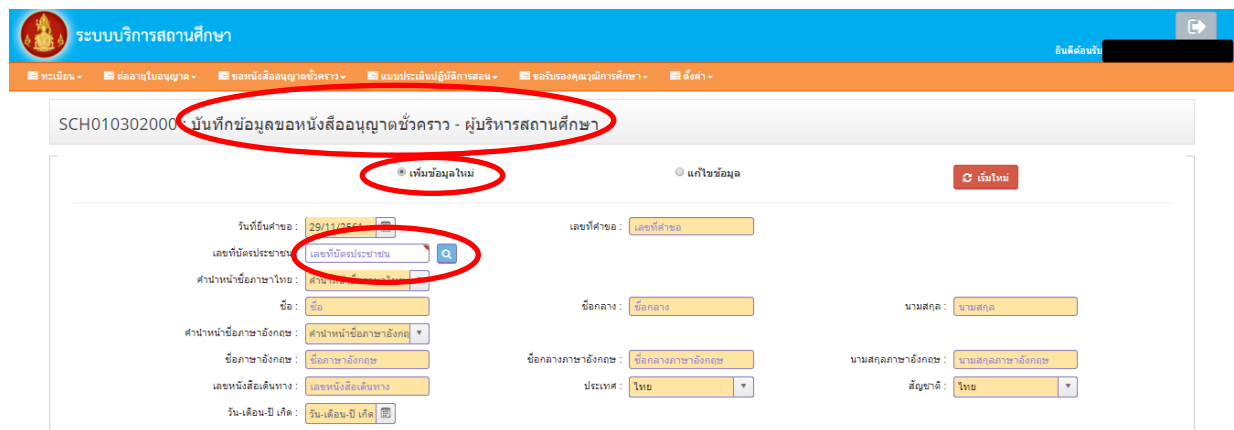 ระบบบริการสถานศึกษา
ยินดีต้อนรับ
ทะเบียน ต่ออายุใบอนุญาต ขอหนังสืออนุญาตชั่วคราว แบบประเมินปฏิบัติการสอน ขอรับรองคุณวุฒิการศึกษา ตั้งค่า
SCH010302000 : บันทึกข้อมูลขอหนังสืออนุญาตชั่วคราว - ผู้บริหารสถานศึกษา
เพิ่มข้อมูลใหม่ แก้ไขข้อมูล เริ่มใหม่
วันที่ยื่นคำขอ : 29/11/2561 เลขที่คำขอ : เลขที่คำขอ
เลขที่บัตรประชาชน เลขที่บัตรประชาชน
คำนำหน้าชื่อภาษาไทย : คำนำหน้าชื่อภาษาไทย
ชื่อ : ชื่อ ชื่อกลาง : ชื่อกลาง นามสกุล : นามสกุล
คำนำหน้าชื่อภาษาอังกฤษ : คำนำหน้าชื่อภาษาอังกฤ
ชื่อภาษาอังกฤษ : ชื่อภาษาอังกฤษ ชื่อกลางภาษาอังกฤษ : ชื่อกลางภาษาอังกฤษ นามสกุลภาษาอังกฤษ : นามสกุลภาษาอังกฤษ
เลขหนังสือเดินทาง : เลขหนังสือเดินทาง ประเทศ : ไทย สัญชาติ : ไทย
วัน-เดือน-ปี เกิด : วัน-เดือน-ปี เกิด